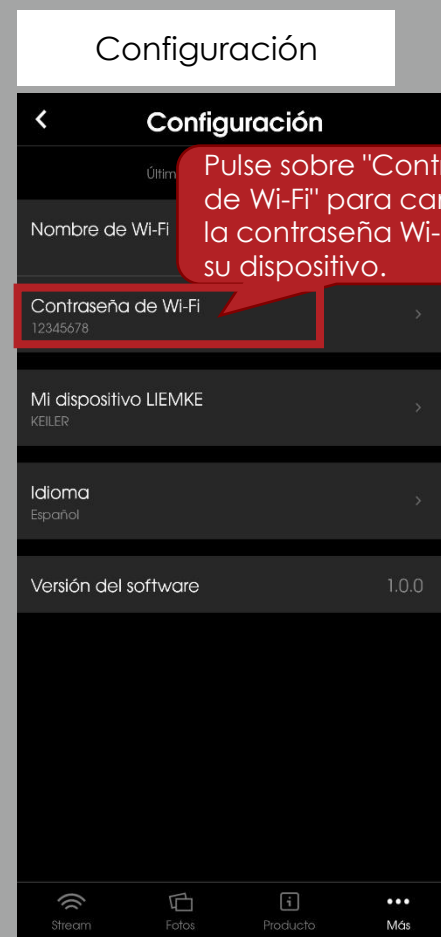 Configuración
Configuración
Pulse sobre "Contr
de Wi-Fi" para
la contraseña Wi-
su dispositivo.
Nombre de Wi-Fi
Contraseña de Wi-Fi
12345678
Mi dispositivo LIEMKE
KEILER
Idioma
Español
Versión del software 1.0.0
Stream Fotos Producto Más